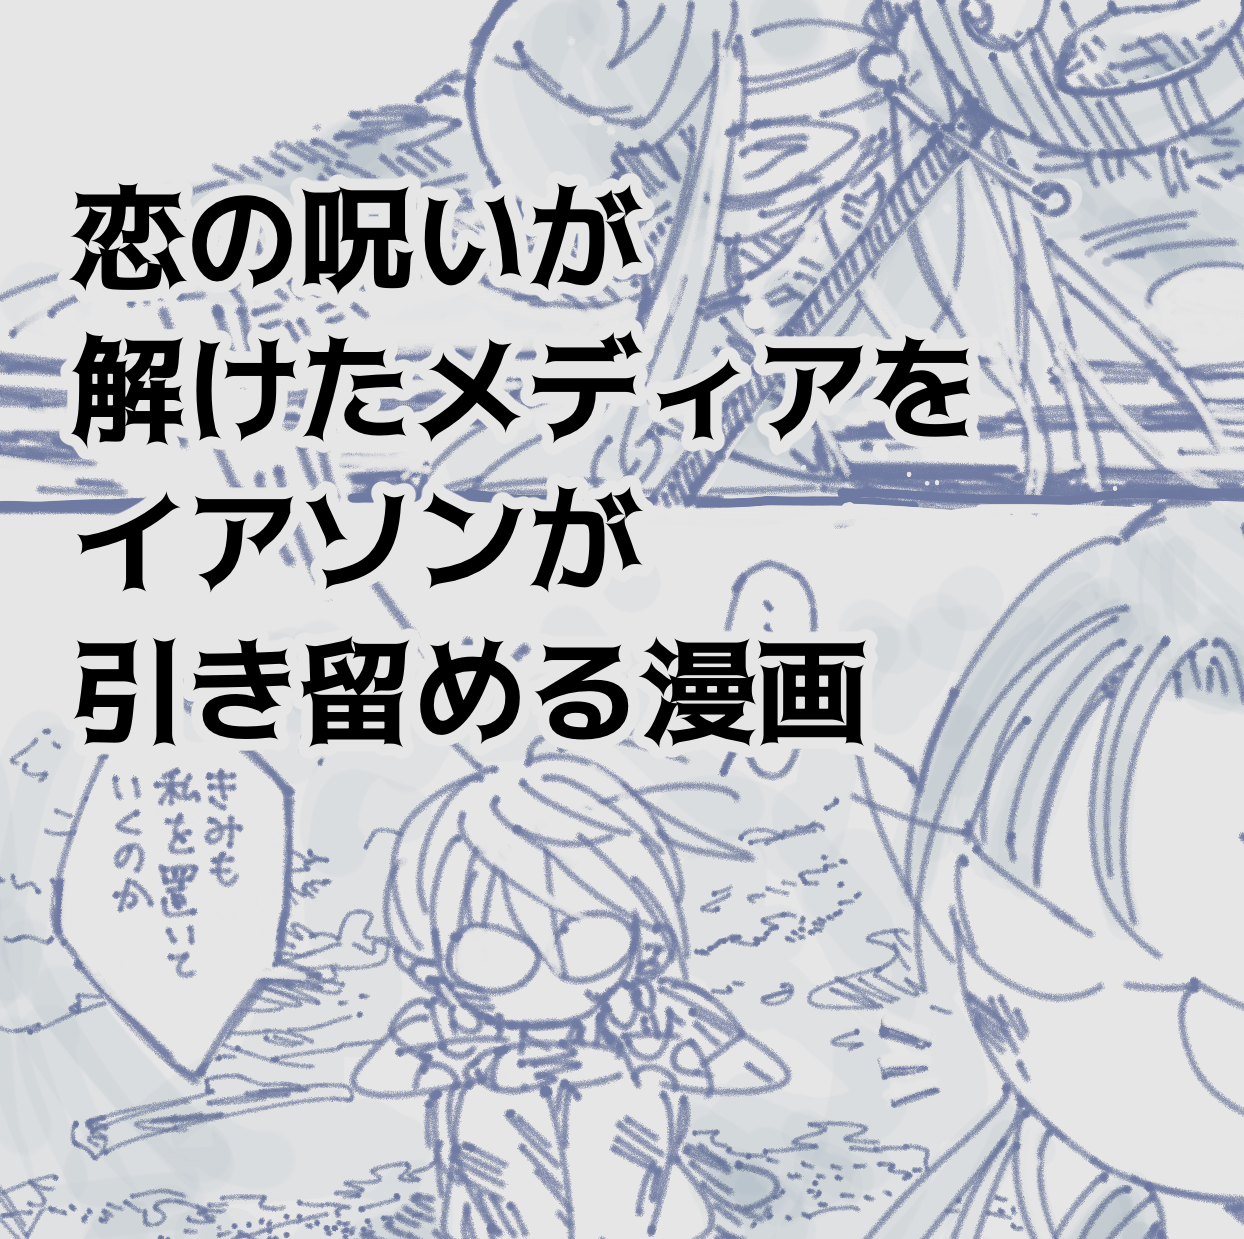 恋の呪いが
解けたメディアを
イアソンが
引き留める漫画
きみも
私を置いて
いくのか